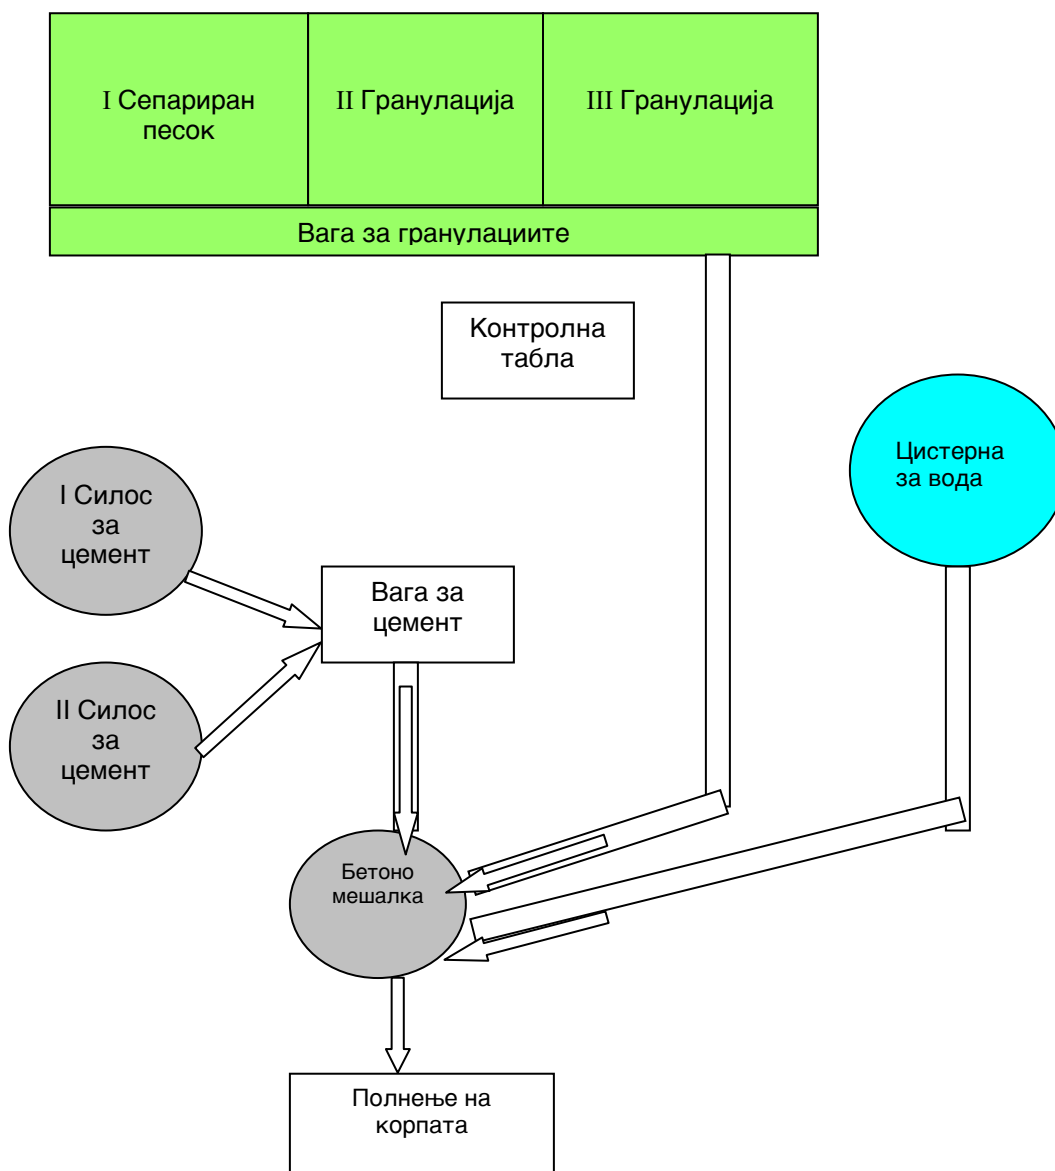 I Сепариран
песок
II Гранулација
III Гранулација
Вага за гранулациите
Контролна
табла
Цистерна
за вода
I Силос
за
цемент
Вага за
цемент
II Силос
за
цемент
Бетоно
мешалка
Полнење на
корпата